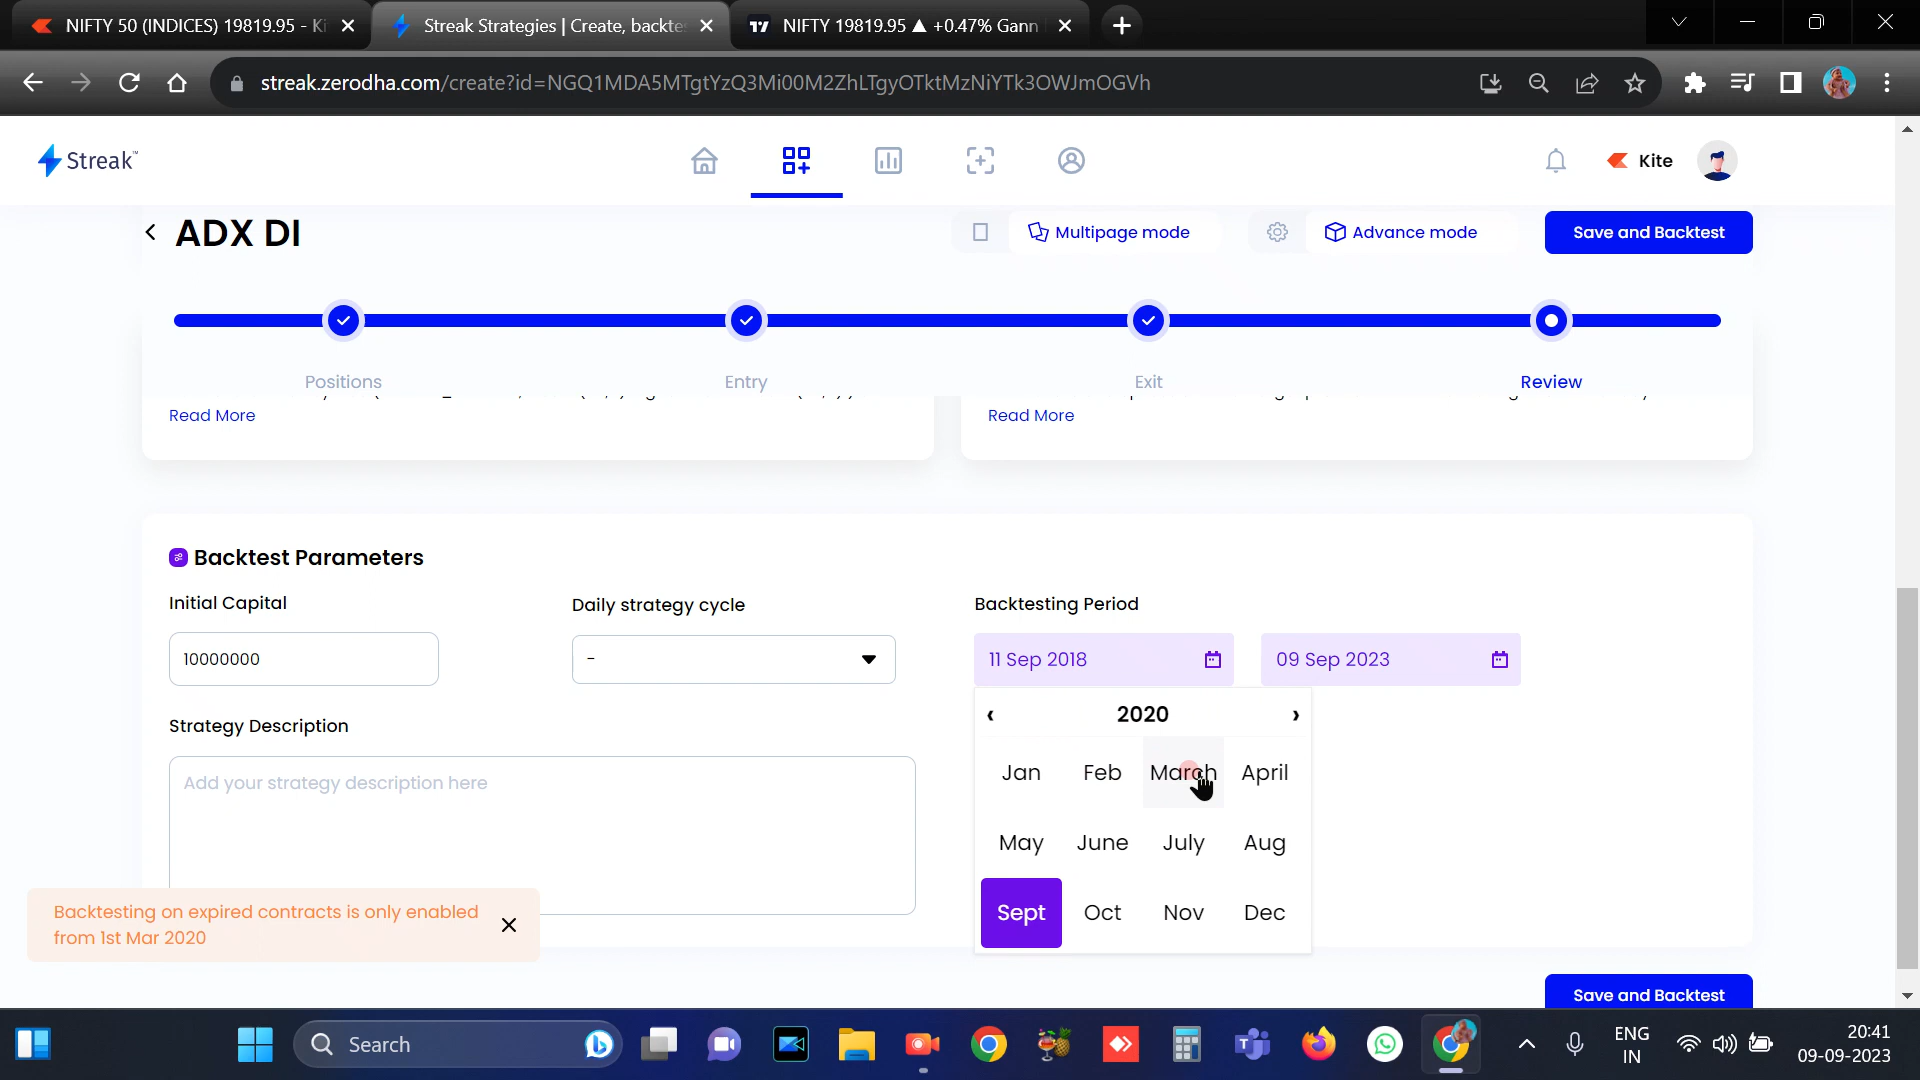 NIFTY 50 (INDICES) 19819.95 - Ki
Streak Strategies | Create, backtes
NIFTY 19819.95 ▲ +0.47% Gann
streak.zerodha.com/create?id=NGQ1MDA5MTgtYzQ3Mi00M2ZhLTgyOTktMzNiYTk3OWJmOGVh
Streak™
Kite
ADX DI
Multipage mode
Advance mode
Save and Backtest
Positions
Entry
Exit
Review
Read More
Read More
Backtest Parameters
Initial Capital
Daily strategy cycle
Backtesting Period
10000000
-
11 Sep 2018
09 Sep 2023
‹ 2020 ›
Jan Feb March April
May June July Aug
Sept Oct Nov Dec
Strategy Description
Add your strategy description here
Backtesting on expired contracts is only enabled
from 1st Mar 2020
Save and Backtest
Search
ENG
IN
20:41
09-09-2023